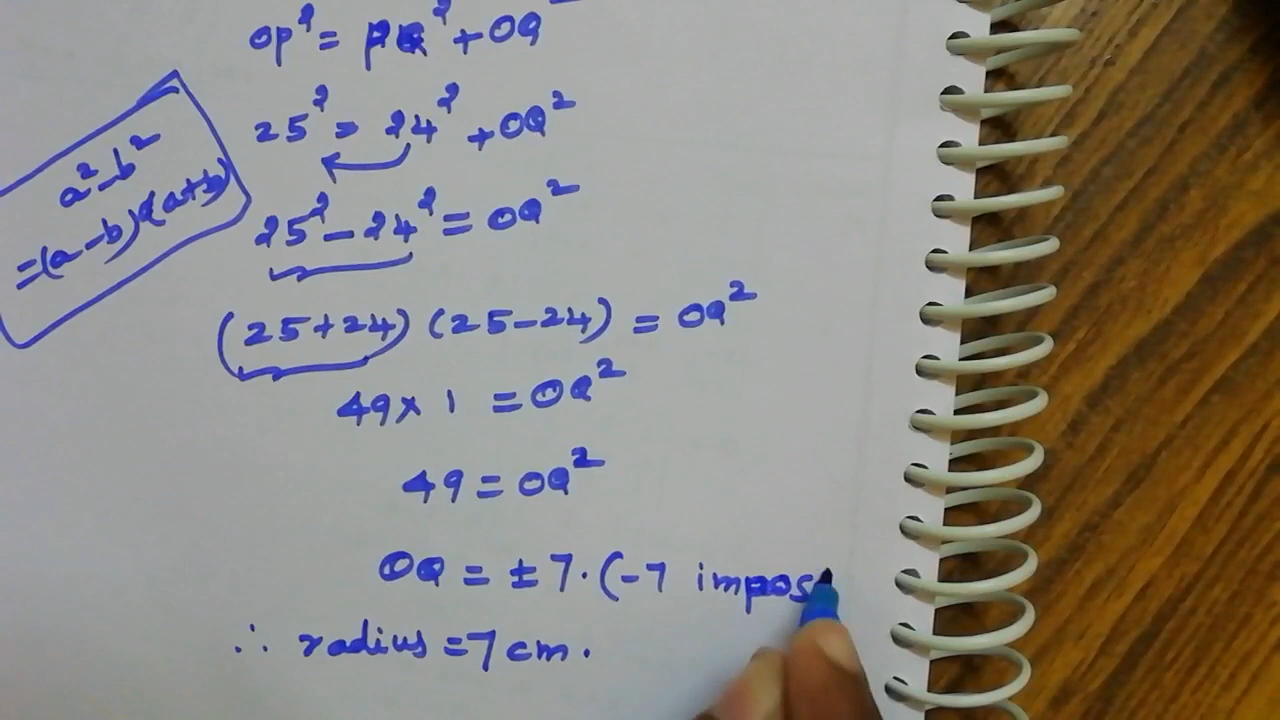 OP² = PQ² + OQ²
25² = 24² + OQ²
a² - b²
= (a-b)(a+b)
25² - 24² = OQ²
(25+24) (25-24) = OQ²
49 × 1 = OQ²
49 = OQ²
OQ = ± 7. (-7 impos
∴ radius = 7 cm.